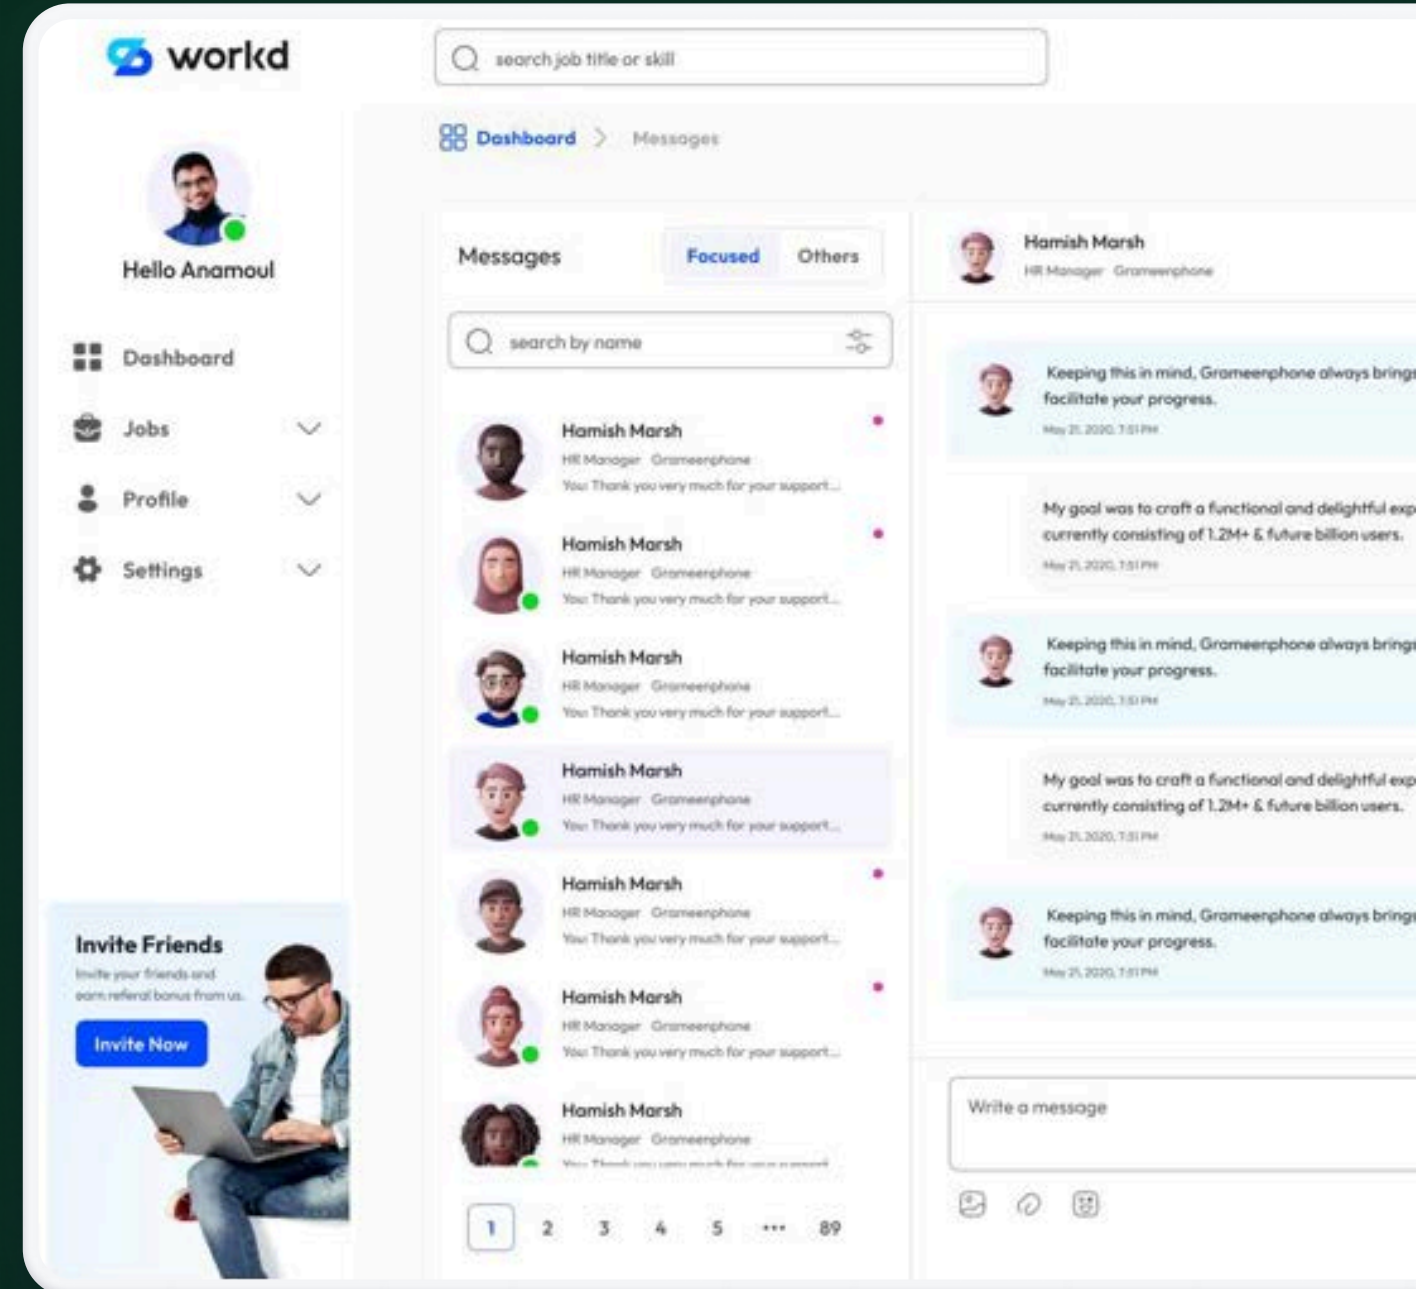 workd
search job title or skill
Dashboard > Messages
Hello Anamoul
Dashboard
Jobs
Profile
Settings
Invite Friends
Invite your friends and
earn referal bonus from us.
Invite Now
Messages
Focused Others
search by name
Hamish Marsh
HR Manager Grameenphone
You: Thank you very much for your support...
Hamish Marsh
HR Manager Grameenphone
You: Thank you very much for your support...
Hamish Marsh
HR Manager Grameenphone
You: Thank you very much for your support...
Hamish Marsh
HR Manager Grameenphone
You: Thank you very much for your support...
Hamish Marsh
HR Manager Grameenphone
You: Thank you very much for your support...
Hamish Marsh
HR Manager Grameenphone
You: Thank you very much for your support...
Hamish Marsh
HR Manager Grameenphone
You: Thank you very much for your support
1 2 3 4 5 ... 89
Hamish Marsh
HR Manager Grameenphone
Keeping this in mind, Grameenphone always brings
facilitate your progress.
May 21, 2020, 7:51 PM
My goal was to craft a functional and delightful exp
currently consisting of 1.2M+ & future billion users.
May 21, 2020, 7:51 PM
Keeping this in mind, Grameenphone always brings
facilitate your progress.
May 21, 2020, 7:51 PM
My goal was to craft a functional and delightful exp
currently consisting of 1.2M+ & future billion users.
May 21, 2020, 7:51 PM
Keeping this in mind, Grameenphone always brings
facilitate your progress.
May 21, 2020, 7:51 PM
Write a message